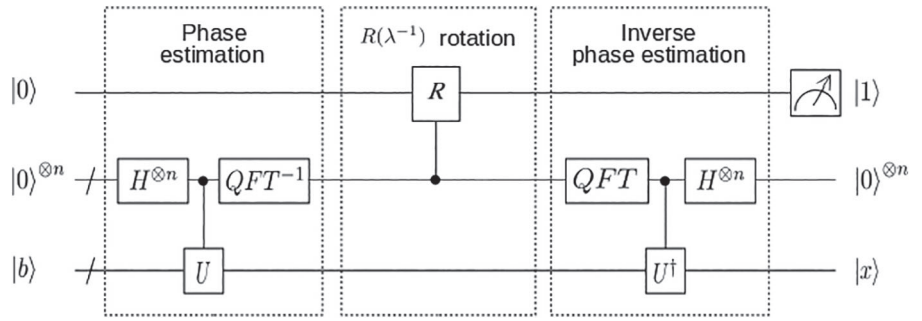 Phase estimation
R(λ⁻¹) rotation
Inverse phase estimation
|0⟩
R
|1⟩
|0⟩^{⊗n}
H^{⊗n}
QFT⁻¹
QFT
H^{⊗n}
|0⟩^{⊗n}
|b⟩
U
U†
|x⟩